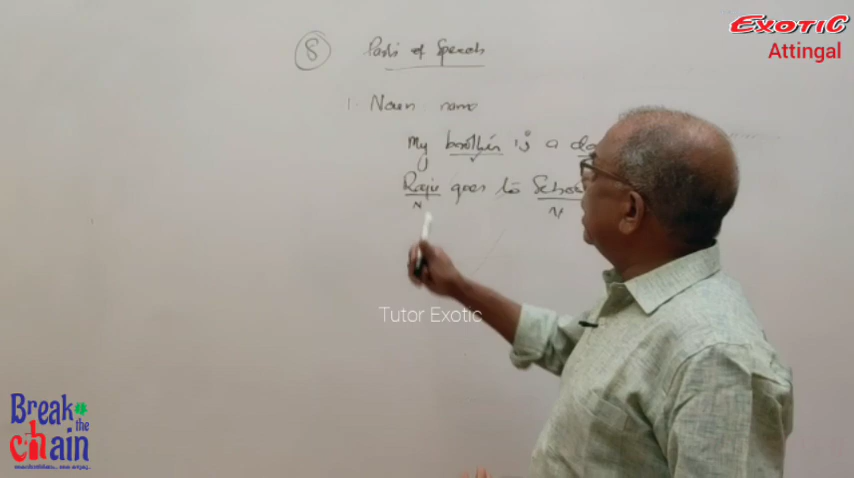 EXOTIC
Attingal
8 Parts of Speech
1. Noun name
My brother is a
Raju goes to
N N
Tutor Exotic
Break
the
chain